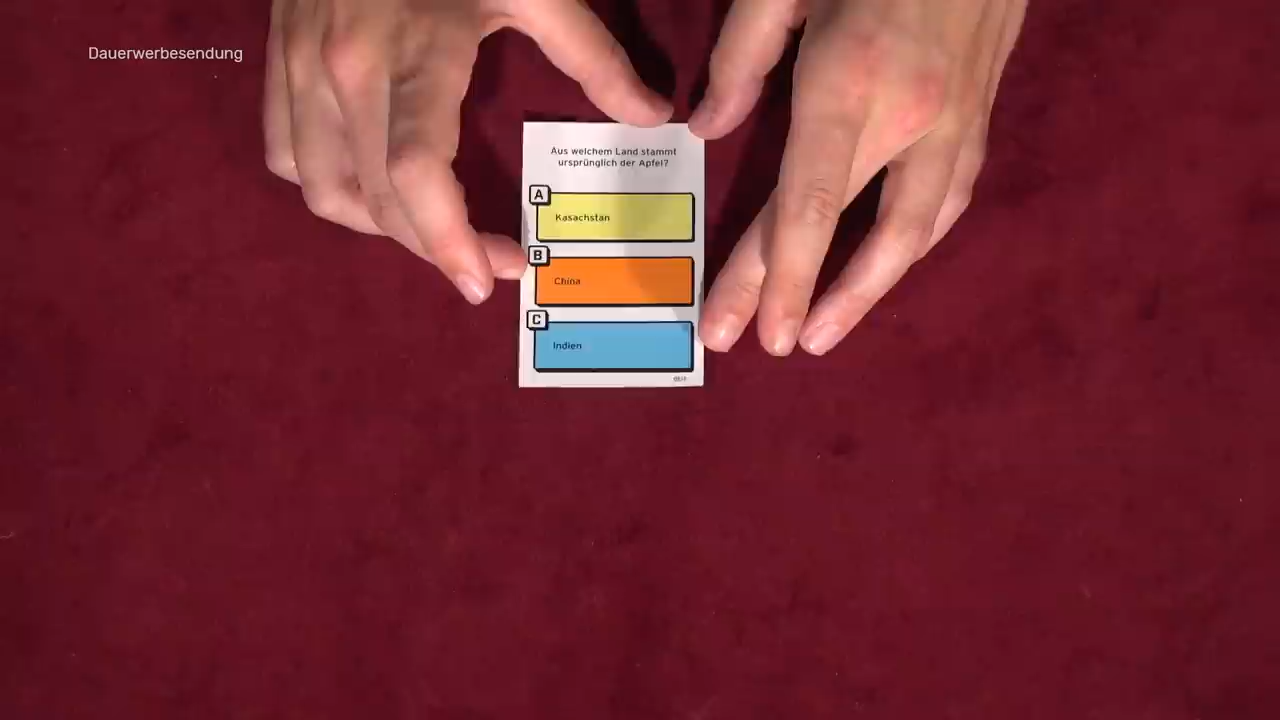 Dauerwerbesendung
Aus welchem Land stammt
ursprünglich der Apfel?
A
Kasachstan
B
China
C
Indien